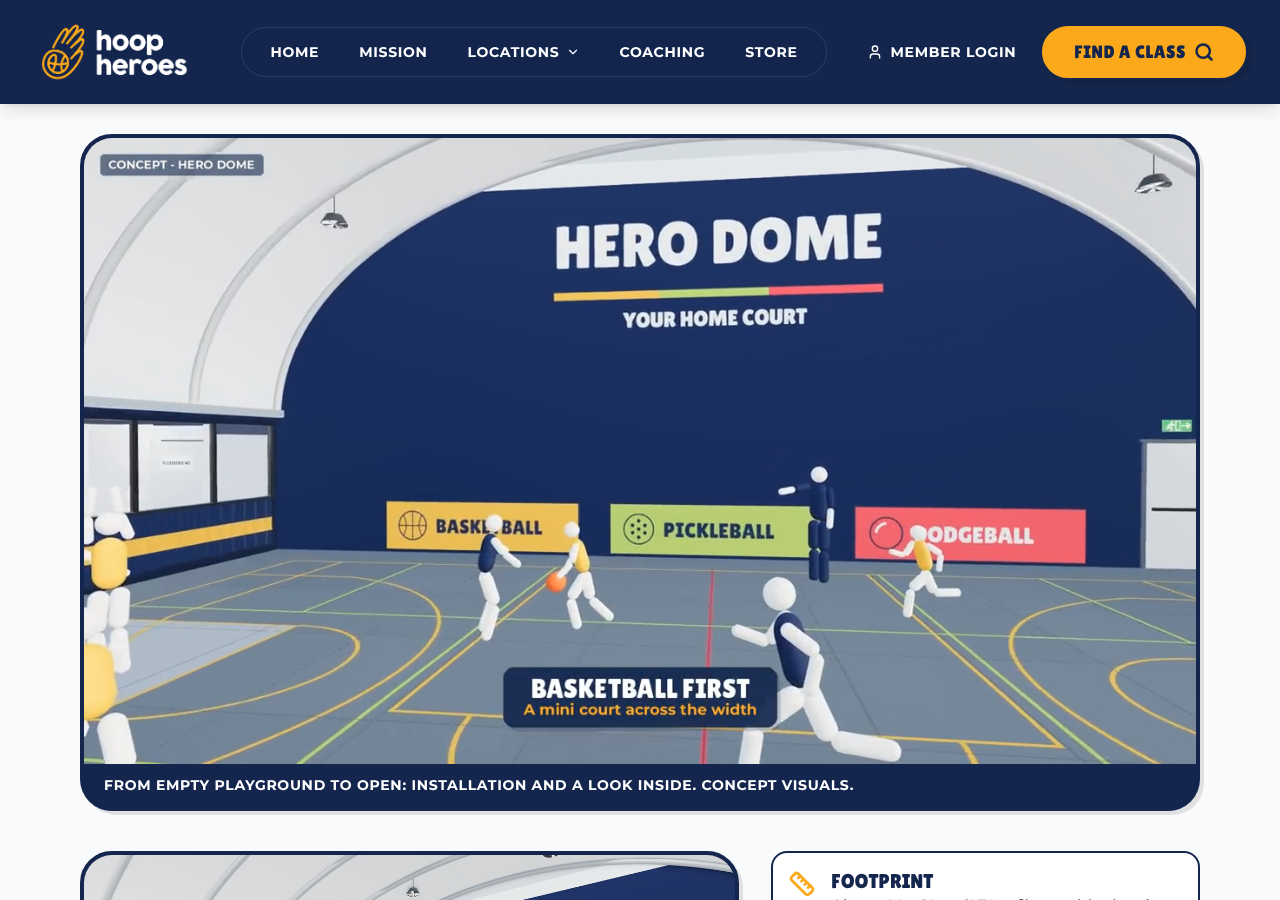 hoop
heroes
HOME
MISSION
LOCATIONS
COACHING
STORE
MEMBER LOGIN
FIND A CLASS
CONCEPT - HERO DOME
HERO DOME
YOUR HOME COURT
PICKLEBALL
BASKETBALL FIRST
A mini court across the width
FROM EMPTY PLAYGROUND TO OPEN: INSTALLATION AND A LOOK INSIDE. CONCEPT VISUALS.
FOOTPRINT